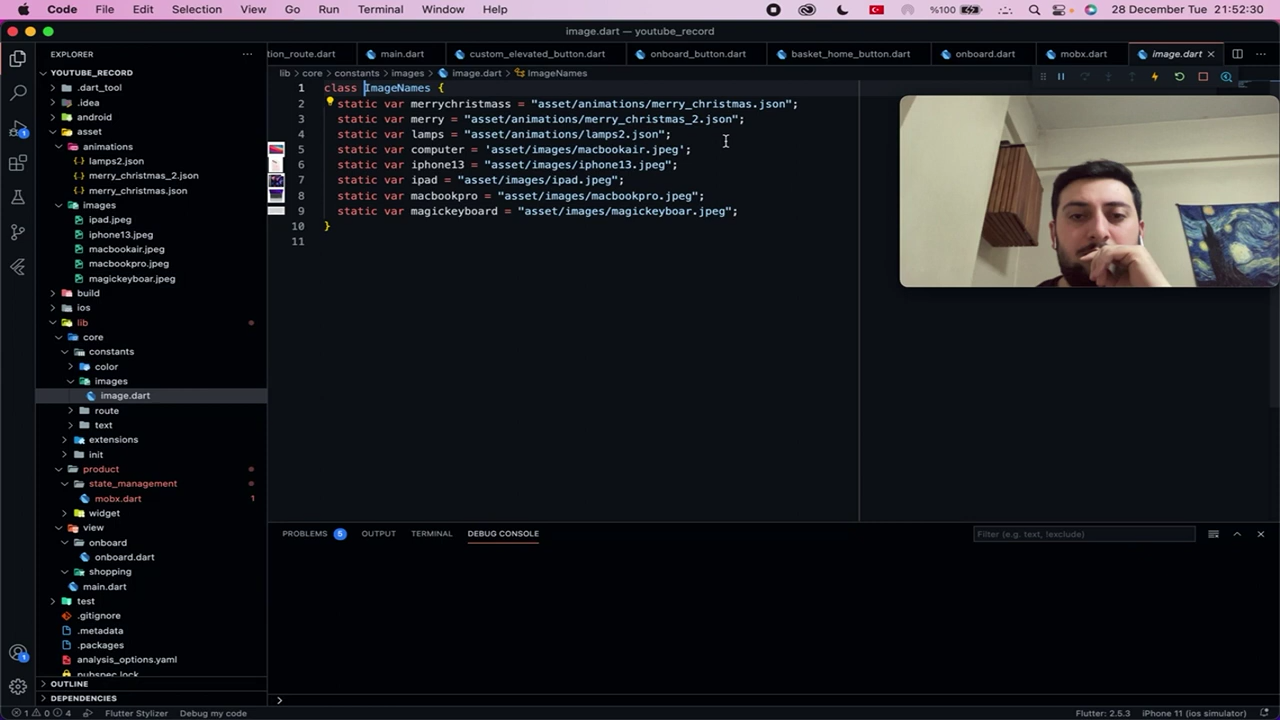 Code File Edit Selection View Go Run Terminal Window Help %100 28 December Tue 21:52:30
image.dart — youtube_record
EXPLORER
tion_route.dart main.dart custom_elevated_button.dart onboard_button.dart basket_home_button.dart onboard.dart mobx.dart image.dart
YOUTUBE_RECORD
.dart_tool
.idea
android
asset
animations
lamps2.json
merry_christmas_2.json
merry_christmas.json
images
ipad.jpeg
iphone13.jpeg
macbookair.jpeg
macbookpro.jpeg
magickeyboar.jpeg
build
ios
lib
core
constants
color
images
image.dart
route
text
extensions
init
product
state_management
mobx.dart 1
widget
view
onboard
onboard.dart
shopping
main.dart
test
.gitignore
.metadata
.packages
analysis_options.yaml
pubspec.lock
OUTLINE
DEPENDENCIES
lib > core > constants > images > image.dart > ImageNames
1 class ImageNames {
2 static var merrychristmass = "asset/animations/merry_christmas.json";
3 static var merry = "asset/animations/merry_christmas_2.json";
4 static var lamps = "asset/animations/lamps2.json";
5 static var computer = 'asset/images/macbookair.jpeg';
6 static var iphone13 = "asset/images/iphone13.jpeg";
7 static var ipad = "asset/images/ipad.jpeg";
8 static var macbookpro = "asset/images/macbookpro.jpeg";
9 static var magickeyboard = "asset/images/magickeyboar.jpeg";
10 }
11
PROBLEMS 5 OUTPUT TERMINAL DEBUG CONSOLE Filter (e.g. text, !exclude)
1 0 4 Flutter Stylizer Debug my code Flutter: 2.5.3 iPhone 11 (ios simulator)